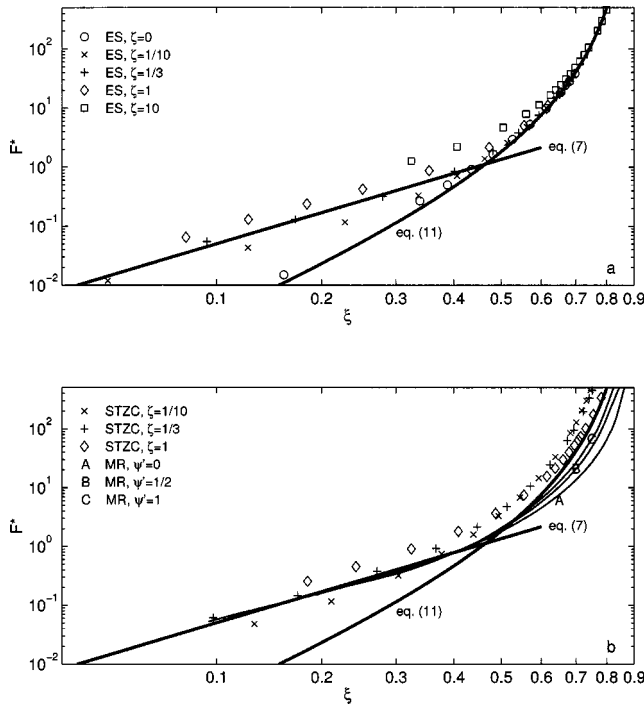 10²
ES, ζ=0
ES, ζ=1/10
ES, ζ=1/3
ES, ζ=1
ES, ζ=10
10¹
F*
10⁰
eq. (7)
10⁻¹
eq. (11)
a
10⁻²
0.1 0.2 0.3 0.4 0.5 0.6 0.7 0.8 0.9
ξ
10²
STZC, ζ=1/10
STZC, ζ=1/3
STZC, ζ=1
A MR, ψ'=0
B MR, ψ'=1/2
C MR, ψ'=1
C
B
A
10¹
F*
10⁰
eq. (7)
10⁻¹
eq. (11)
b
10⁻²
0.1 0.2 0.3 0.4 0.5 0.6 0.7 0.8 0.9
ξ